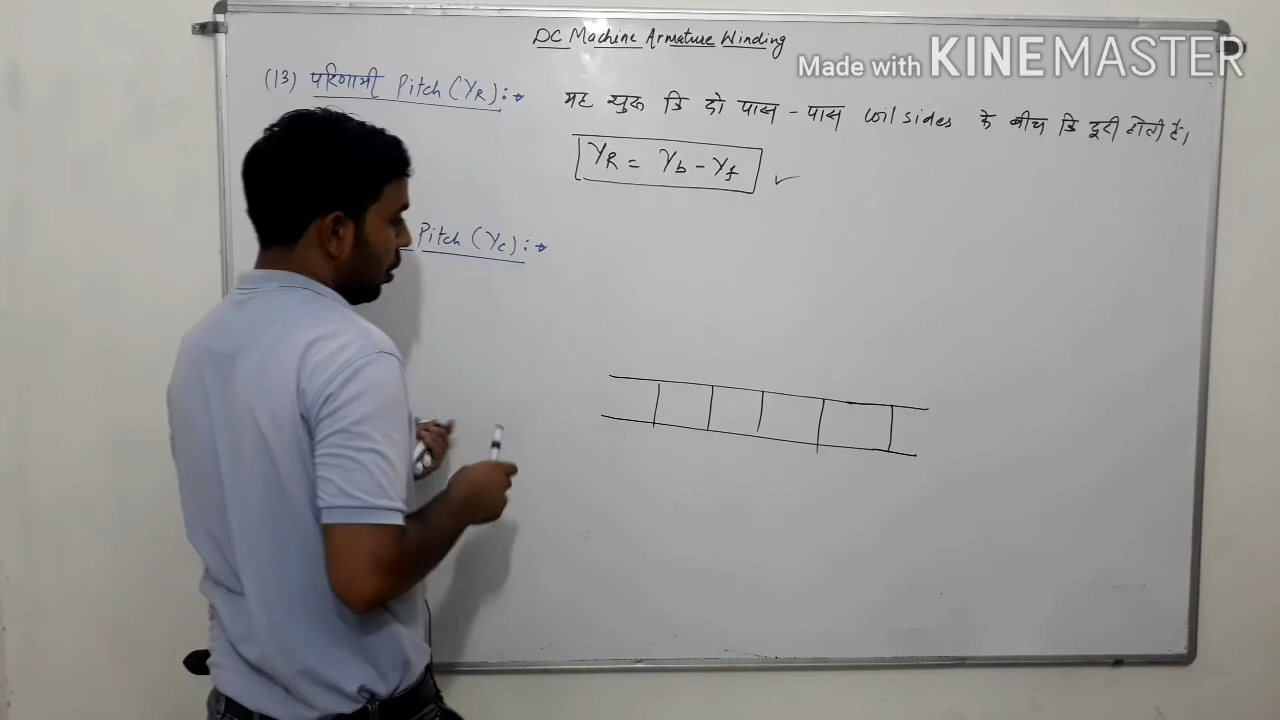 DC Machine Armature Winding
Made with KINEMASTER
(13) परिणामी Pitch (YR) :→
यह शुरू कि दो पास - पास coil sides के बीच कि दूरी होती है।
YR = Yb - Yf ✓
Pitch (Yc) :→